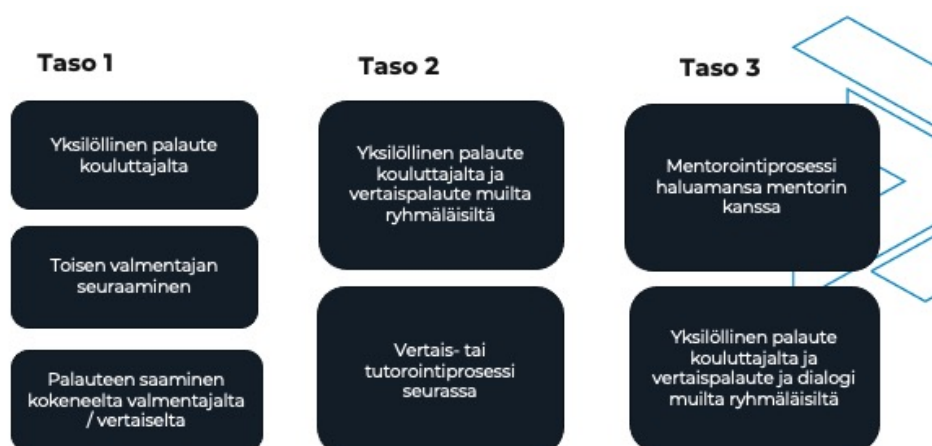 Taso 1
Yksilöllinen palaute
kouluttajalta
Toisen valmentajan
seuraaminen
Palauteen saaminen
kokeneelta valmentajalta
/ vertaiselta
Taso 2
Yksilöllinen palaute
kouluttajalta ja
vertaispalaute muilta
ryhmäläisiltä
Vertais- tai
tutorointiprosessi
seurassa
Taso 3
Mentorointiprosessi
haluamansa mentorin
kanssa
Yksilöllinen palaute
kouluttajalta ja
vertaispalaute ja dialogi
muilta ryhmäläisiltä